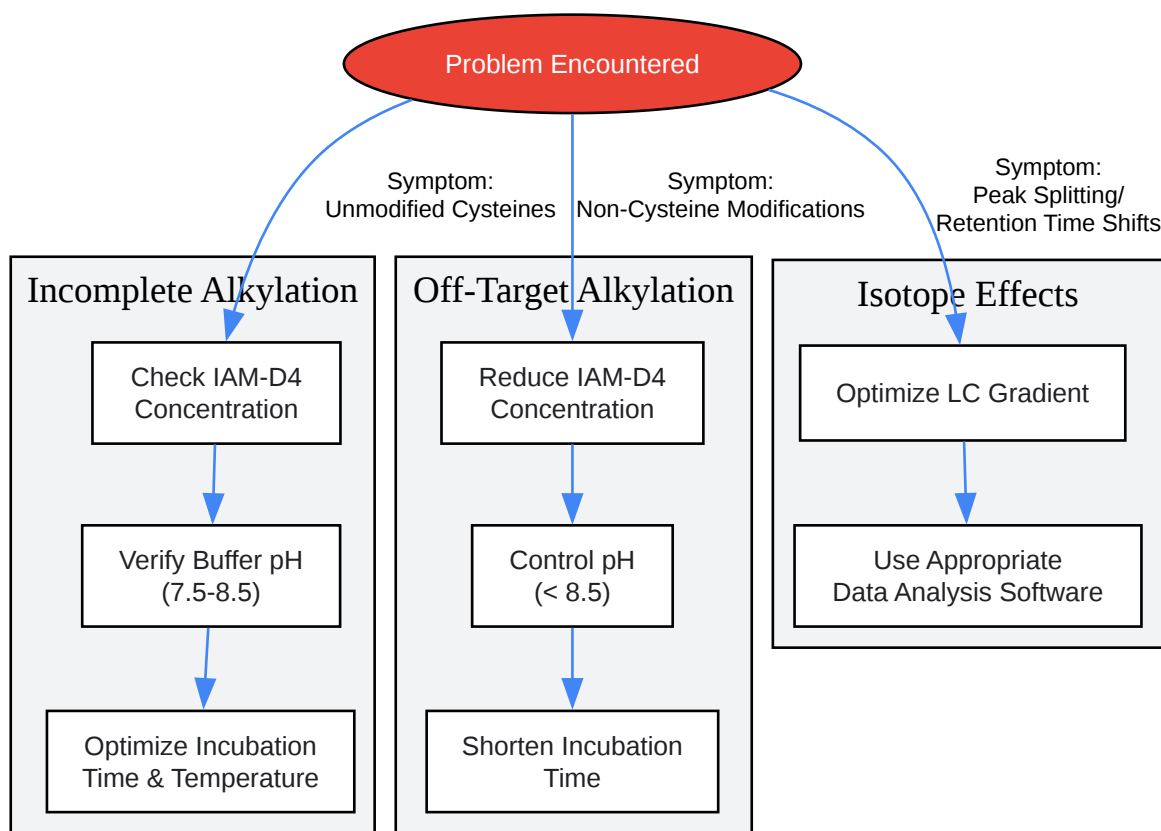 Problem Encountered
Symptom:
Unmodified Cysteines
Symptom:
Non-Cysteine Modifications
Symptom:
Peak Splitting/
Retention Time Shifts
Incomplete Alkylation
Check IAM-D4
Concentration
Verify Buffer pH
(7.5-8.5)
Optimize Incubation
Time & Temperature
Off-Target Alkylation
Reduce IAM-D4
Concentration
Control pH
(< 8.5)
Shorten Incubation
Time
Isotope Effects
Optimize LC Gradient
Use Appropriate
Data Analysis Software